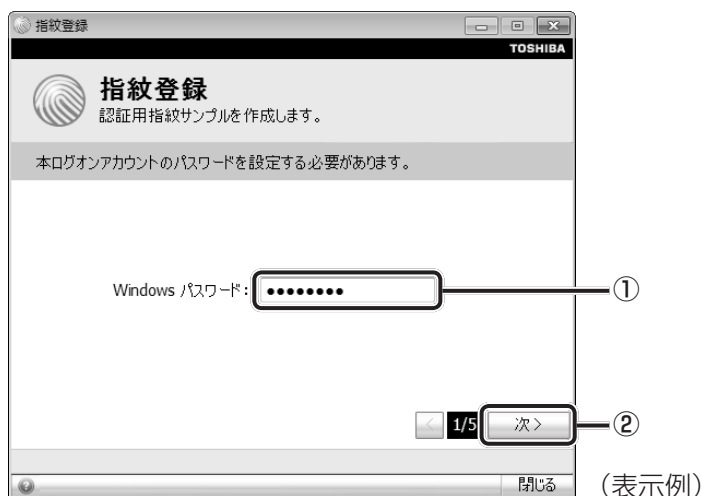 指紋登録
TOSHIBA
指紋登録
認証用指紋サンプルを作成します。
本ログオンアカウントのパスワードを設定する必要があります。
Windows パスワード: ●●●●●●●●
①
< 1/5 次 >
②
? 閉じる
(表示例)